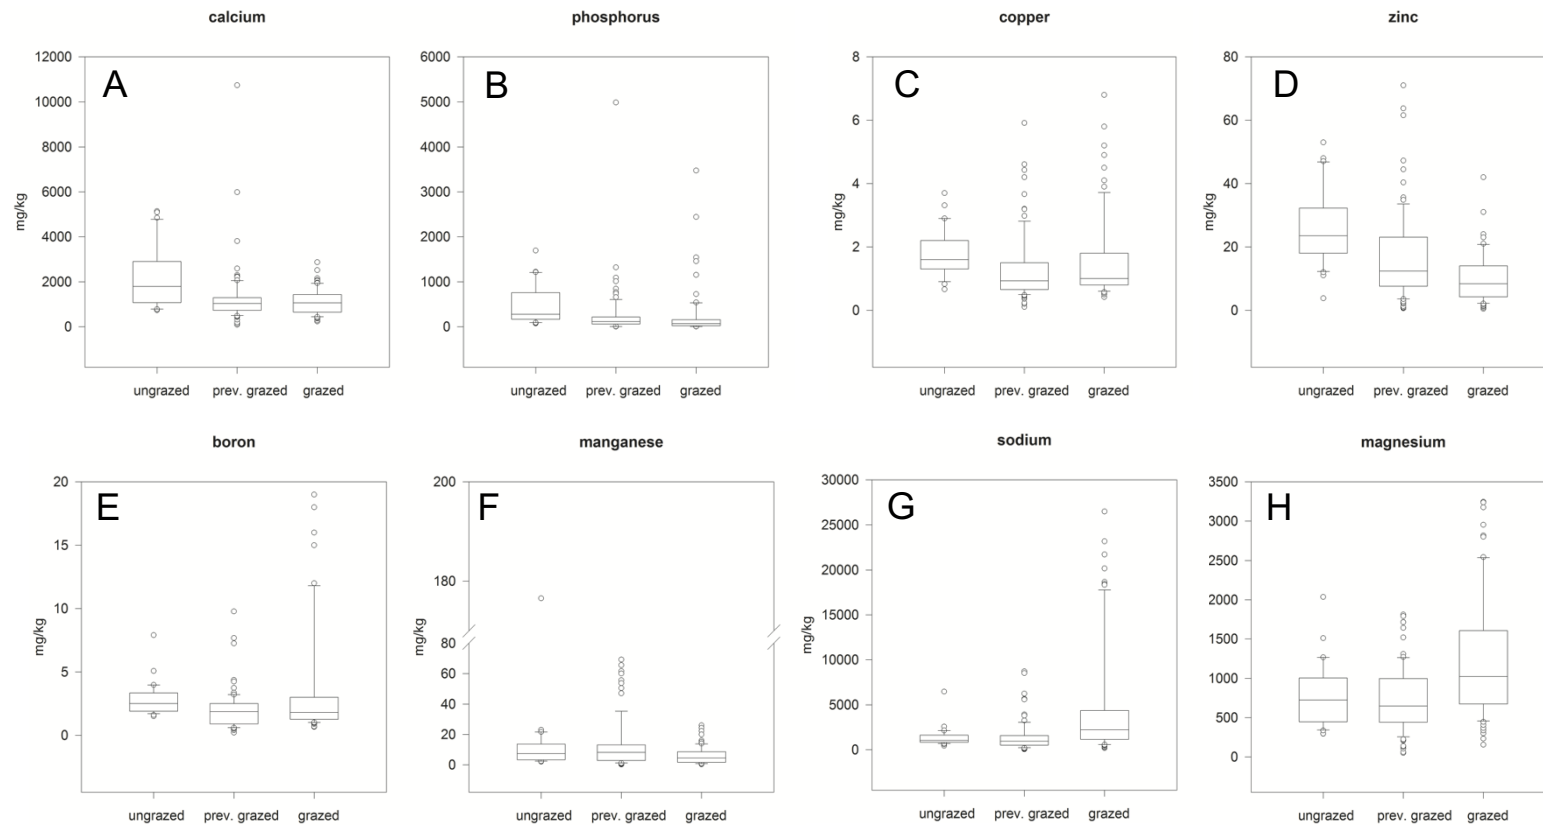 calcium phosphorus copper zinc
12000 6000 8 80
A B C D
10000 5000
8000 4000 6 60
6000 3000 4 40
mg/kg mg/kg mg/kg
4000 2000
2000 1000 2 20
0 0 0 0
ungrazed prev. grazed grazed ungrazed prev. grazed grazed ungrazed prev. grazed grazed ungrazed prev. grazed grazed
boron manganese sodium magnesium
20 200 30000 3500
E F G H
25000 3000
15 180 20000 2500
10 15000 2000
mg/kg mg/kg mg/kg
80 10000 1500
5 60 1000
40 5000 500
20
0 0 0 0
ungrazed prev. grazed grazed ungrazed prev. grazed grazed ungrazed prev. grazed grazed ungrazed prev. grazed grazed